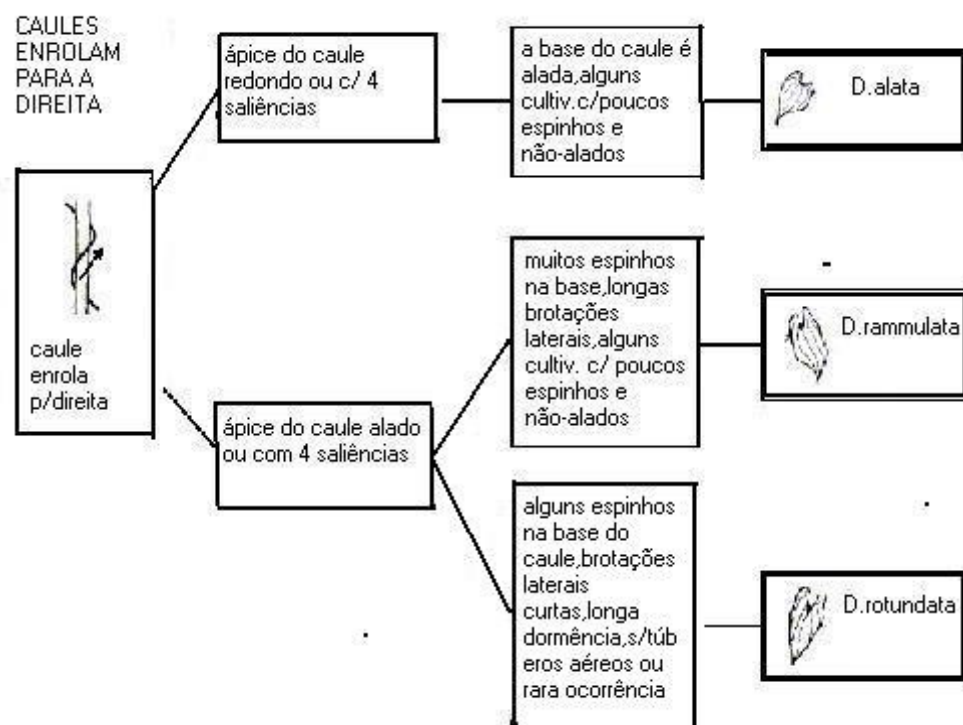 CAULES
ENROLAM
PARA A
DIREITA
caule
enrola
p/direita
ápice do caule
redondo ou c/ 4
saliências
a base do caule é
alada,alguns
cultiv.c/poucos
espinhos e
não-alados
D.alata
ápice do caule alado
ou com 4 saliências
muitos espinhos
na base,longas
brotações
laterais,alguns
cultiv. c/ poucos
espinhos e
não-alados
D.rammulata
alguns espinhos
na base do
caule,brotações
laterais
curtas,longa
dormência,s/túb
eros aéreos ou
rara ocorrência
D.rotundata